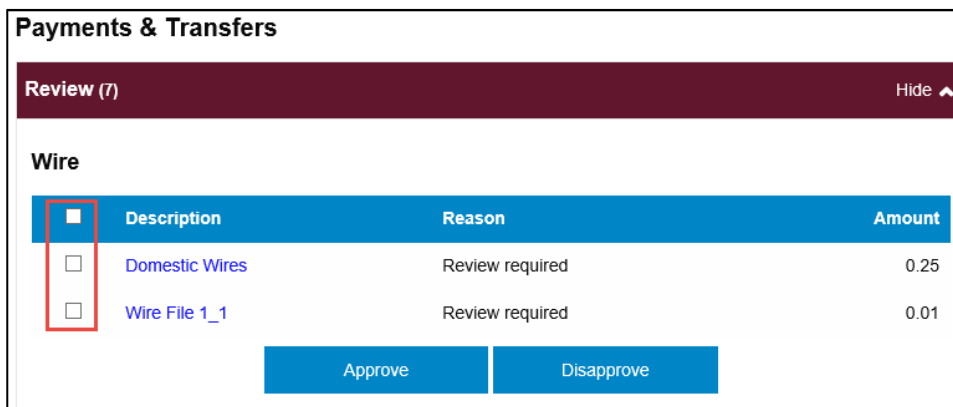 Payments & Transfers
Review (7) Hide
Wire
Description Reason Amount
Domestic Wires Review required 0.25
Wire File 1_1 Review required 0.01
Approve Disapprove